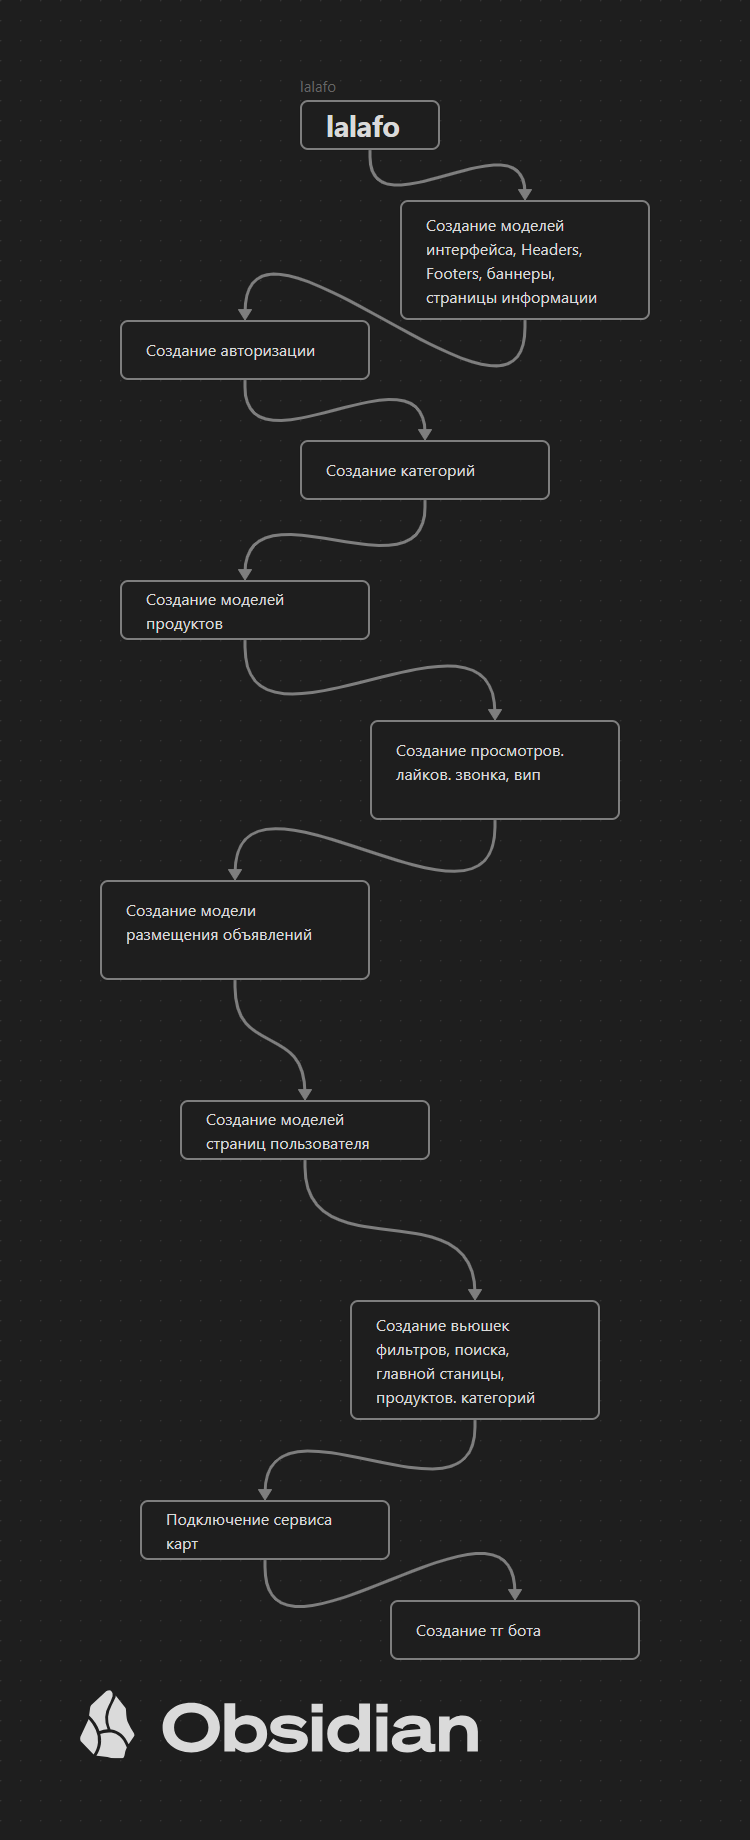 lalafo
lalafo
Создание моделей
интерфейса, Headers,
Footers, баннеры,
страницы информации
Создание авторизации
Создание категорий
Создание моделей
продуктов
Создание просмотров.
лайков. звонка, вип
Создание модели
размещения объявлений
Создание моделей
страниц пользователя
Создание вьюшек
фильтров, поиска,
главной станицы,
продуктов. категорий
Подключение сервиса
карт
Создание тг бота
Obsidian